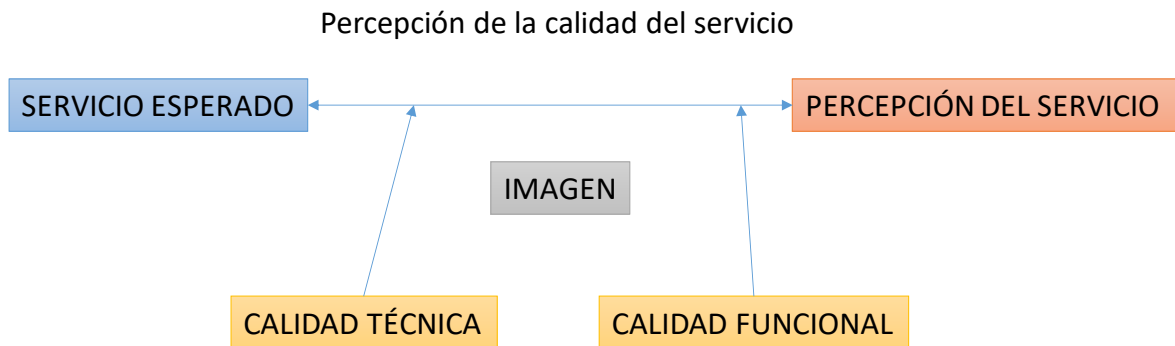 Percepción de la calidad del servicio
SERVICIO ESPERADO
PERCEPCIÓN DEL SERVICIO
IMAGEN
CALIDAD TÉCNICA
CALIDAD FUNCIONAL